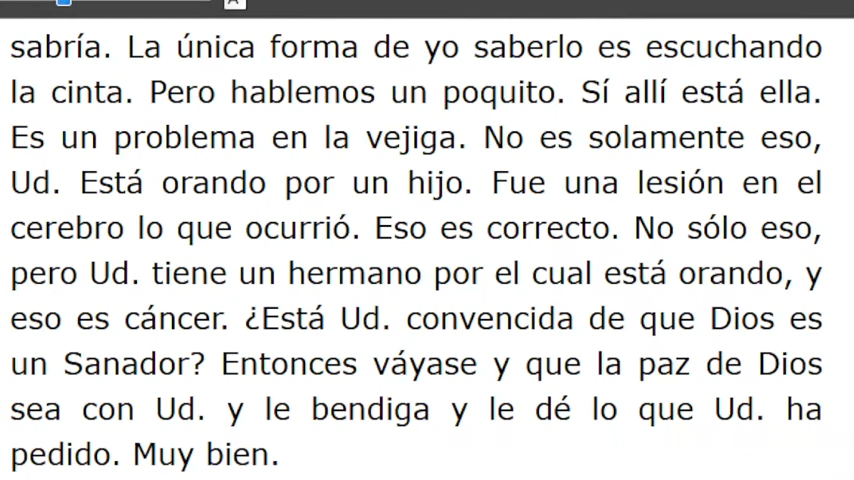 sabría. La única forma de yo saberlo es escuchando
la cinta. Pero hablemos un poquito. Sí allí está ella.
Es un problema en la vejiga. No es solamente eso,
Ud. Está orando por un hijo. Fue una lesión en el
cerebro lo que ocurrió. Eso es correcto. No sólo eso,
pero Ud. tiene un hermano por el cual está orando, y
eso es cáncer. ¿Está Ud. convencida de que Dios es
un Sanador? Entonces váyase y que la paz de Dios
sea con Ud. y le bendiga y le dé lo que Ud. ha
pedido. Muy bien.